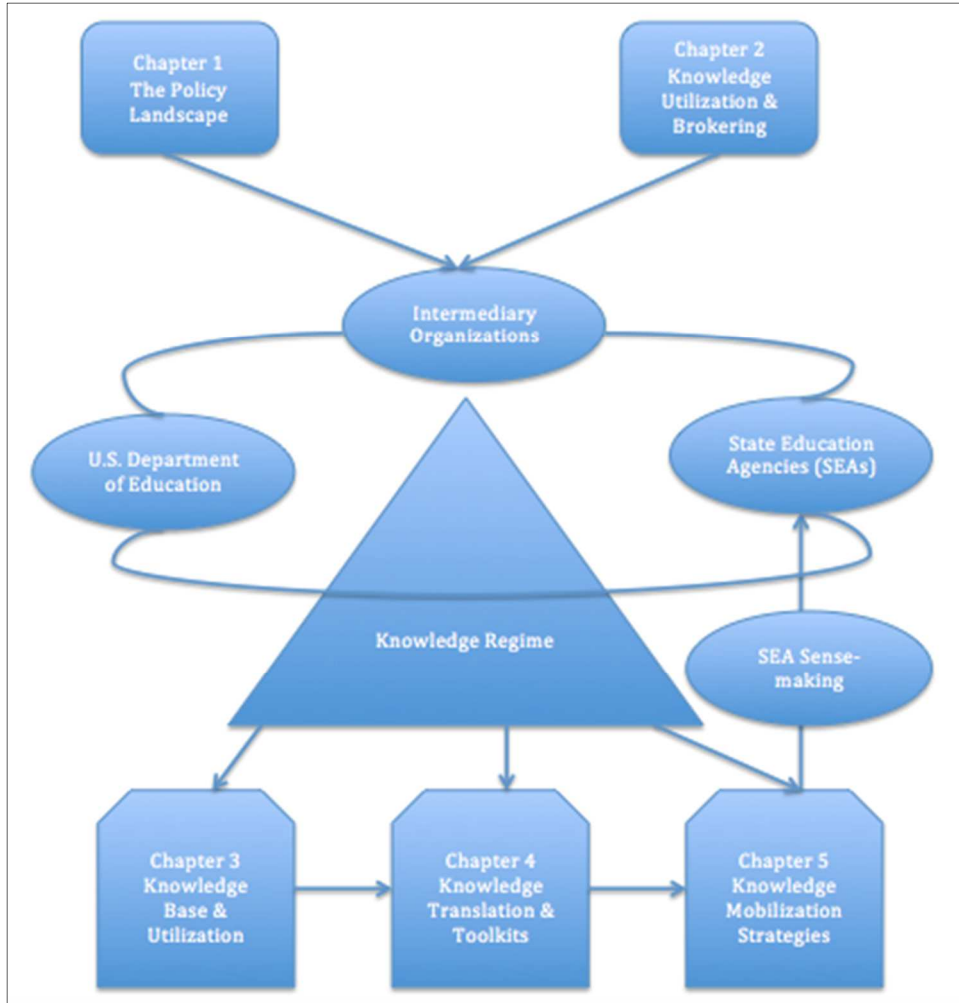 Chapter 1
The Policy
Landscape
Chapter 2
Knowledge
Utilization &
Brokering
Intermediary
Organizations
U.S. Department
of Education
State Education
Agencies (SEAs)
Knowledge Regime
SEA Sense-
making
Chapter 3
Knowledge
Base &
Utilization
Chapter 4
Knowledge
Translation &
Toolkits
Chapter 5
Knowledge
Mobilization
Strategies